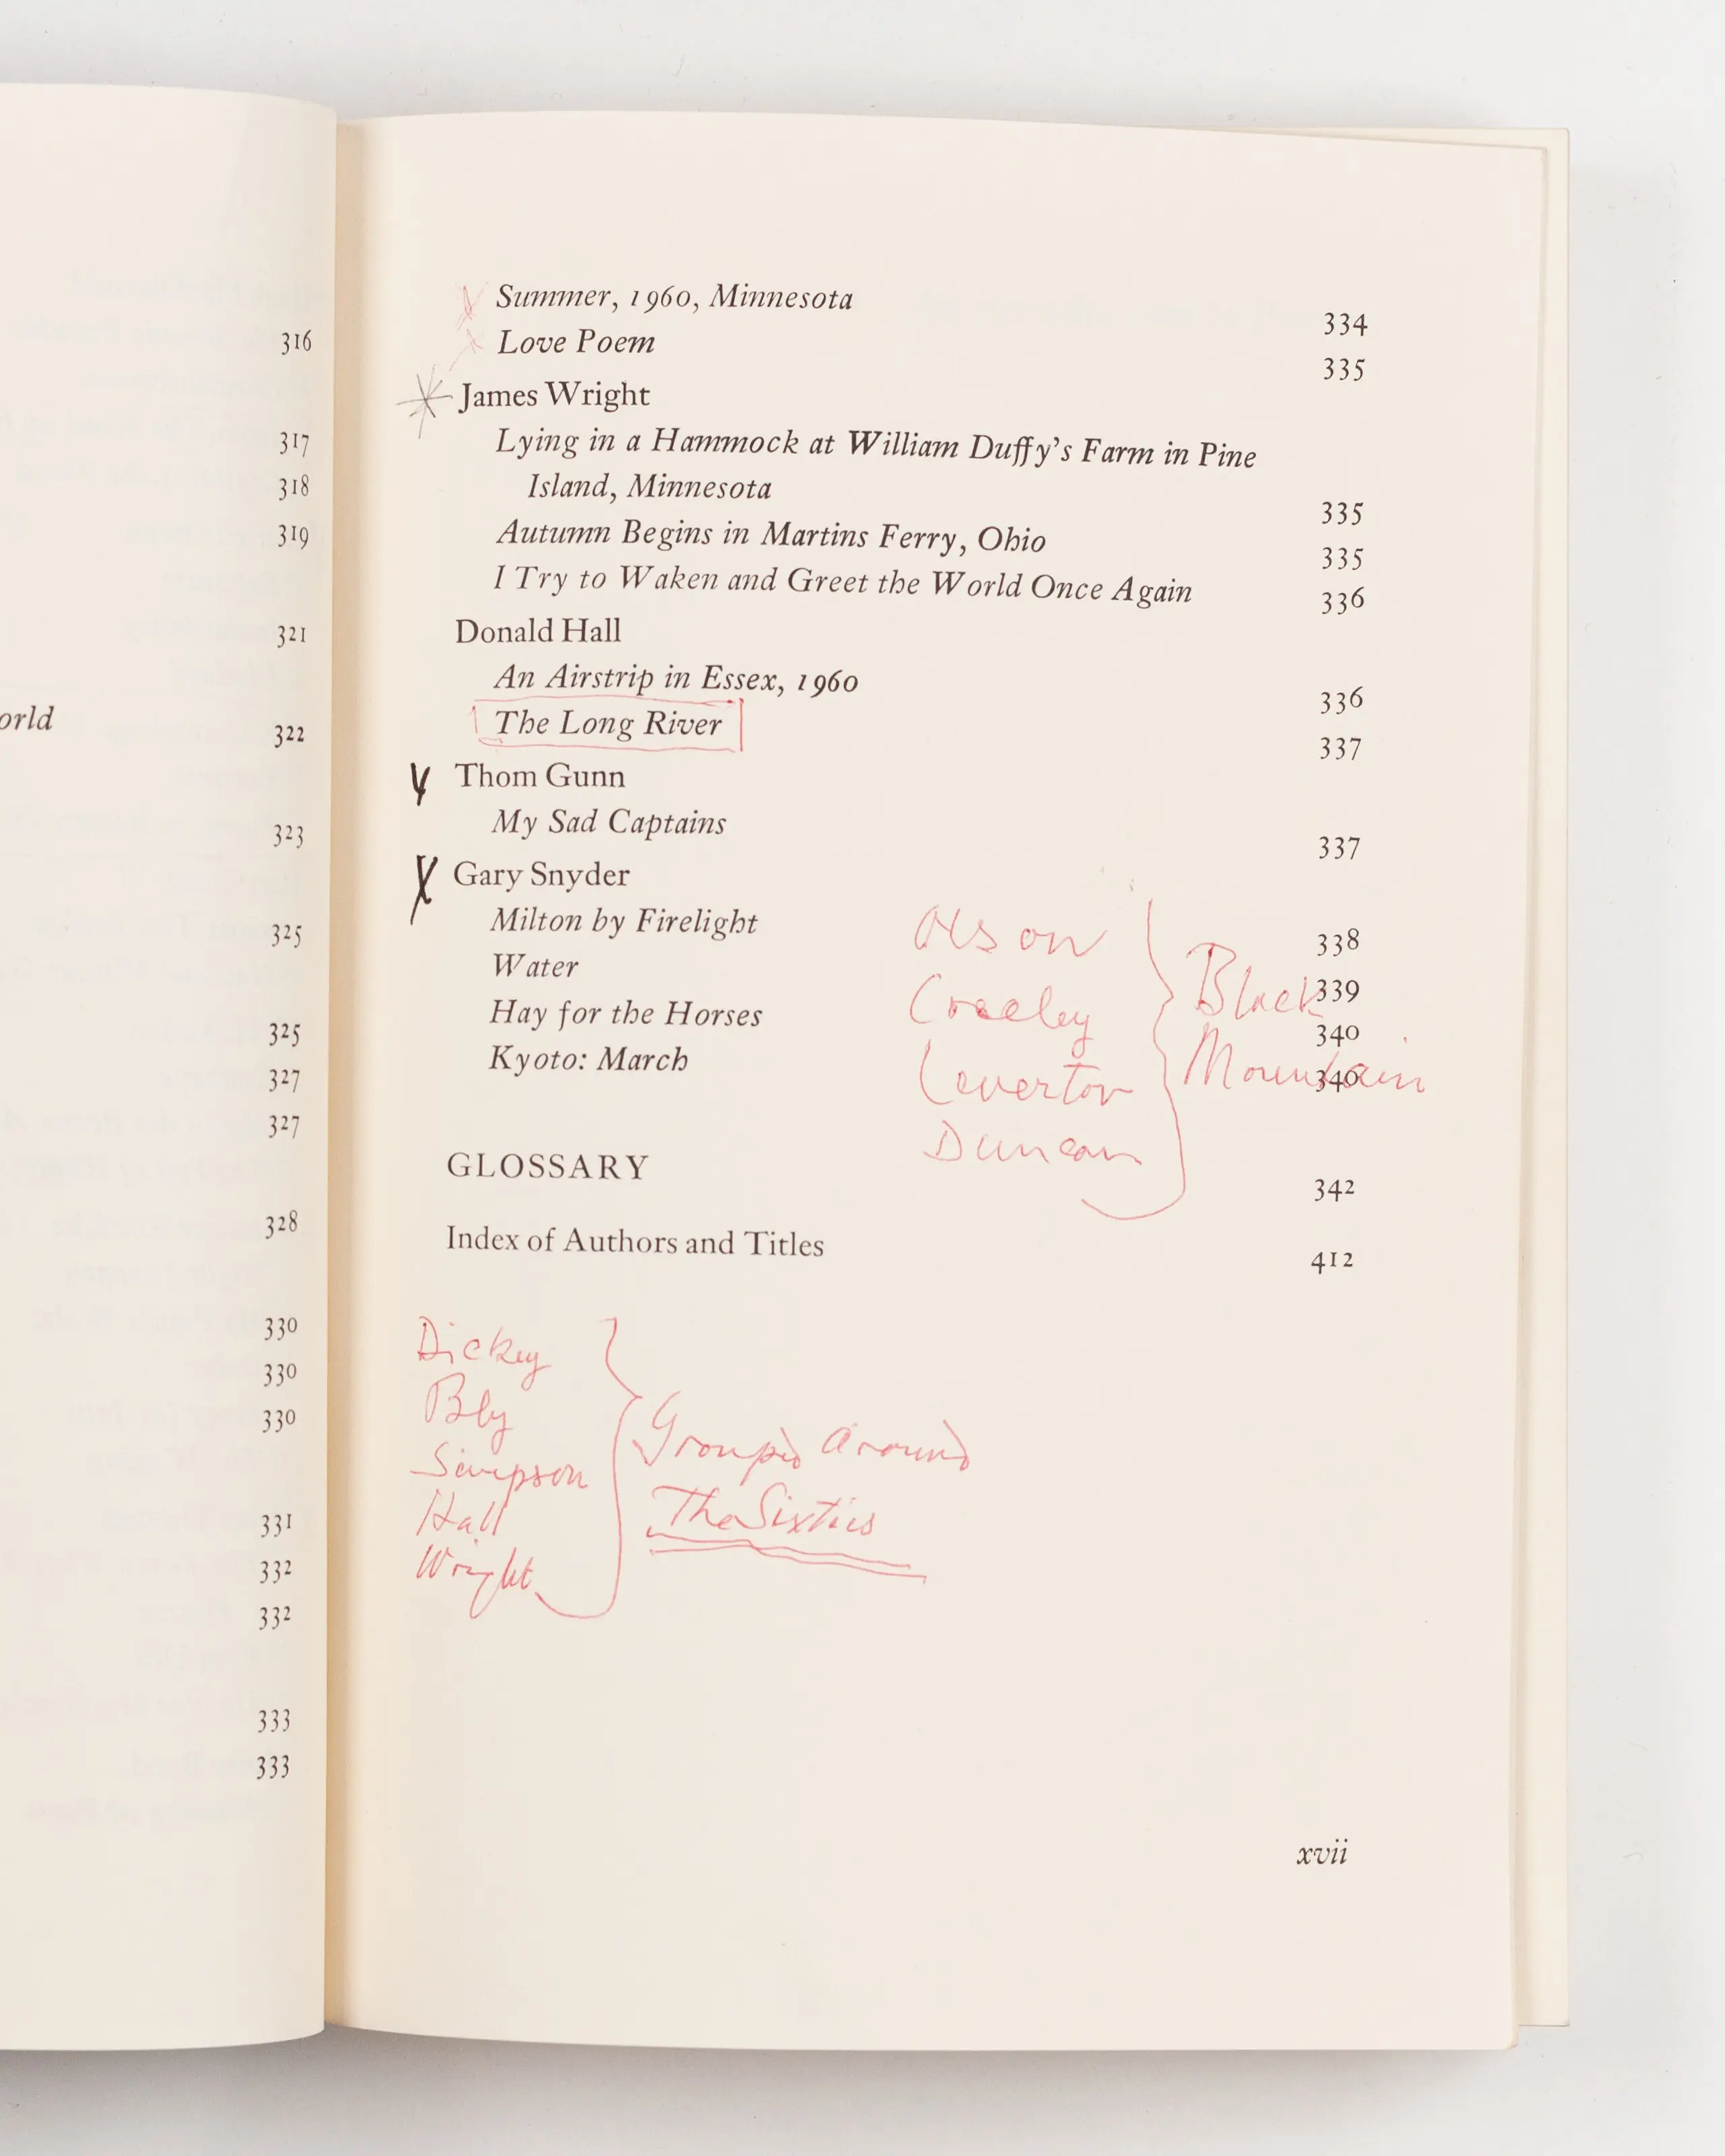 316
317
318
319
321
orld
322
323
325
325
327
327
328
330
330
330
331
332
332
333
333
Summer, 1960, Minnesota 334
Love Poem 335
James Wright
Lying in a Hammock at William Duffy's Farm in Pine
Island, Minnesota 335
Autumn Begins in Martins Ferry, Ohio 335
I Try to Waken and Greet the World Once Again 336
Donald Hall
An Airstrip in Essex, 1960 336
The Long River 337
Thom Gunn
My Sad Captains 337
Gary Snyder
Milton by Firelight 338
Water 339
Hay for the Horses 340
Kyoto: March 340
Olson
Creeley
Levertov
Duncan
Black
Mountain
GLOSSARY 342
Index of Authors and Titles 412
Dickey
Bly
Simpson
Hall
Wright
Grouped Around
The Sixties
xvii